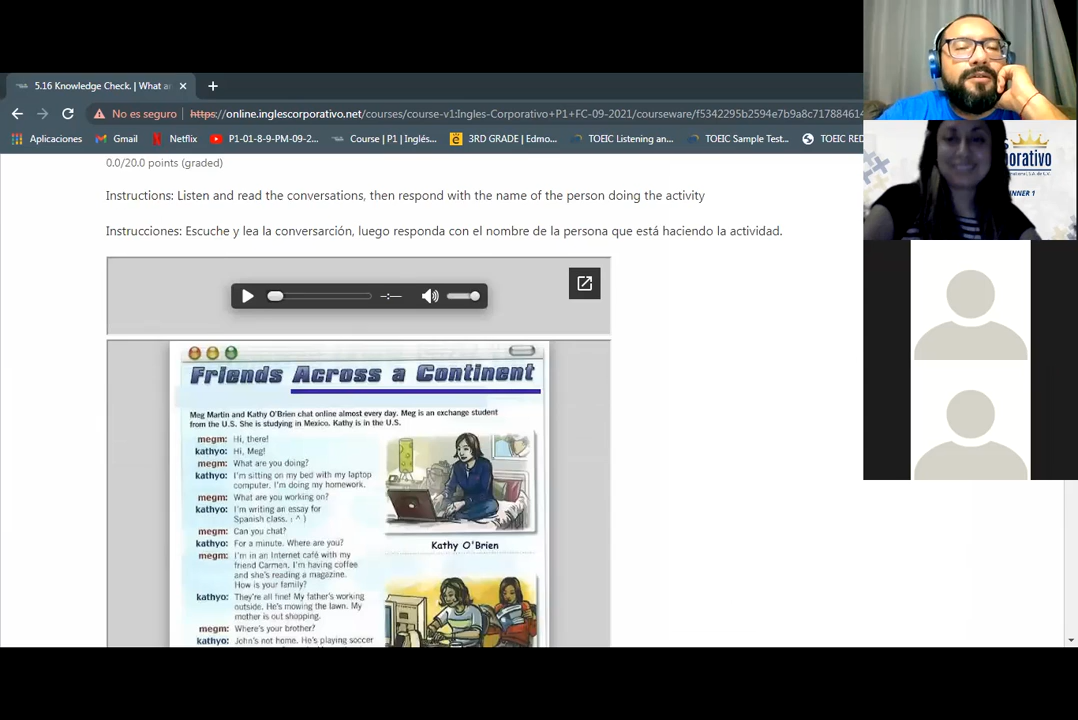 5.16 Knowledge Check. | What a
No es seguro
https://online.inglescorporativo.net/courses/course-v1:Ingles-Corporativo+P1+FC-09-2021/courseware/f5342295b2594e7b9a8c717884614
Aplicaciones
Gmail
Netflix
P1-01-8-9-PM-09-2...
Course | P1 | Inglés...
3RD GRADE | Edmo...
TOEIC Listening an...
TOEIC Sample Test...
TOEIC RED
orativo
INNER 1
0.0/20.0 points (graded)
Instructions: Listen and read the conversations, then respond with the name of the person doing the activity
Instrucciones: Escuche y lea la conversarción, luego responda con el nombre de la persona que está haciendo la actividad.
-:--
Friends Across a Continent
Meg Martin and Kathy O'Brien chat online almost every day. Meg is an exchange student
from the U.S. She is studying in Mexico. Kathy is in the U.S.
megm: Hi, there!
kathyo: Hi, Meg!
megm: What are you doing?
kathyo: I'm sitting on my bed with my laptop
computer. I'm doing my homework.
megm: What are you working on?
kathyo: I'm writing an essay for
Spanish class. : ^ )
megm: Can you chat?
kathyo: For a minute. Where are you?
megm: I'm in an Internet café with my
friend Carmen. I'm having coffee
and she's reading a magazine.
How is your family?
kathyo: They're all fine! My father's working
outside. He's mowing the lawn. My
mother is out shopping.
megm: Where's your brother?
kathyo: John's not home. He's playing soccer
Kathy O'Brien